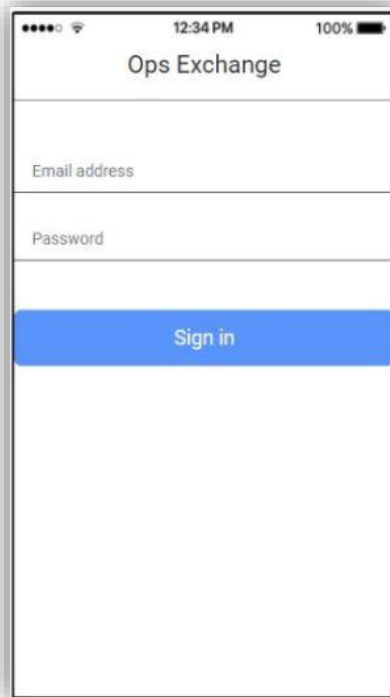 12:34 PM 100%
Ops Exchange
Email address
Password
Sign in